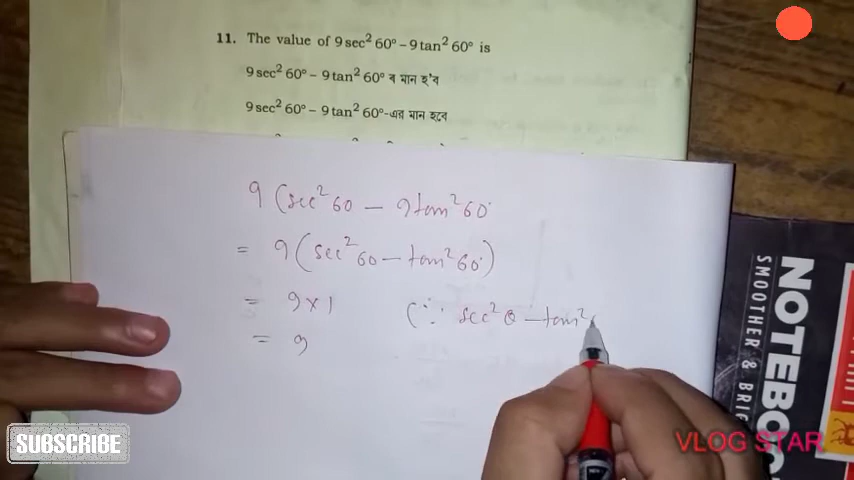 11. The value of 9 sec² 60° – 9 tan² 60° is
9 sec² 60° – 9 tan² 60° ৰ মান হ'ব
9 sec² 60° – 9 tan² 60°-এর মান হবে
9 (sec² 60 – 9 tan² 60°
= 9 (sec² 60 – tan² 60°)
= 9 × 1 (∵ sec² θ – tan²
= 9
NOTEBO
SMOOTHER & BRIG
SUBSCRIBE
VLOG STAR